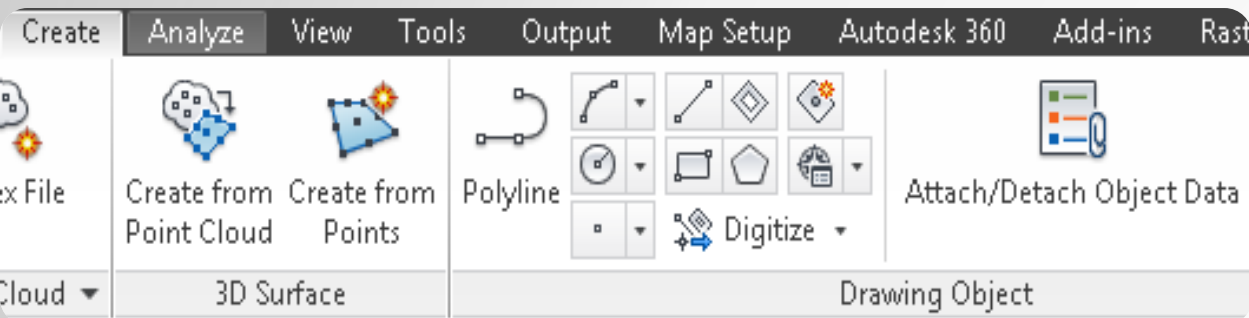 Create Analyze View Tools Output Map Setup Autodesk 360 Add-ins Rast
ex File
Create from
Point Cloud
Create from
Points
Polyline
Digitize
Attach/Detach Object Data
Cloud
3D Surface
Drawing Object